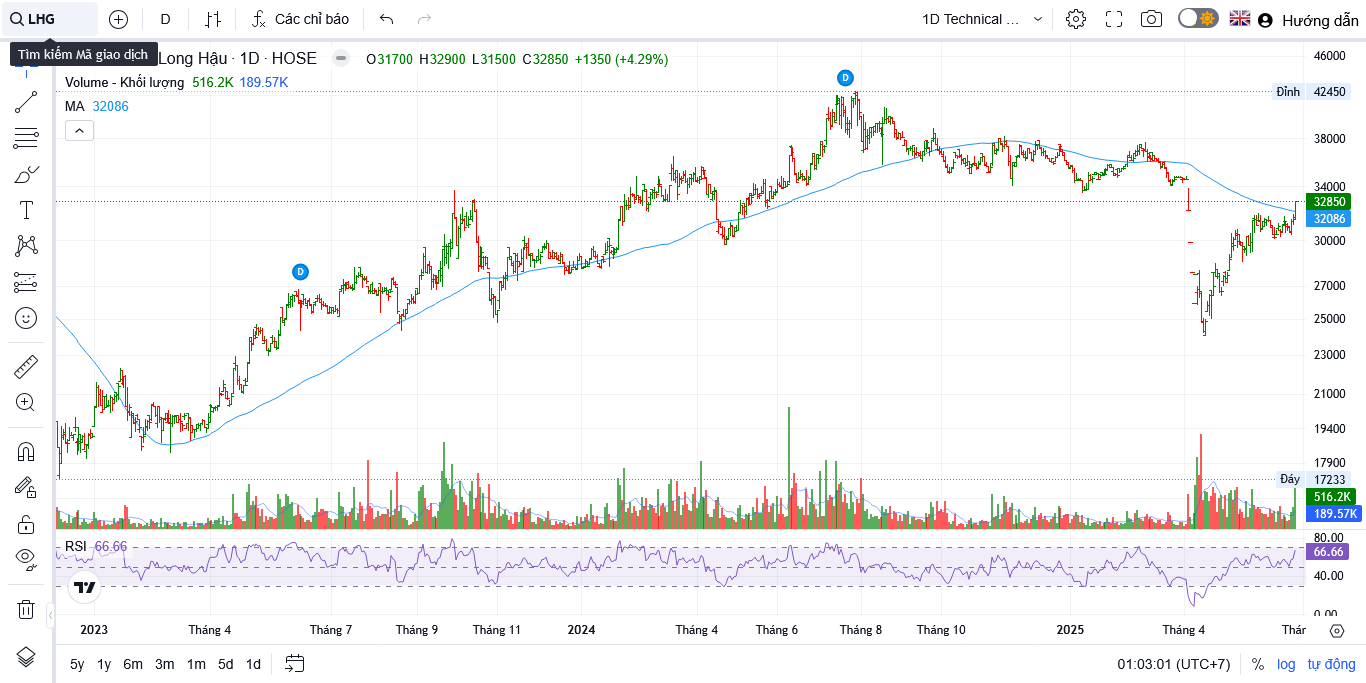 LHG
D
Các chỉ báo
1D Technical ...
Hướng dẫn
Tìm kiếm Mã giao dịch
Long Hậu · 1D · HOSE
O31700 H32900 L31500 C32850 +1350 (+4.29%)
Volume - Khối lượng 516.2K 189.57K
MA 32086
D
D
46000
Đỉnh 42450
38000
34000
32850
32086
30000
27000
25000
23000
21000
19400
17900
Đáy 17233
516.2K
189.57K
RSI 66.66
80.00
66.66
40.00
0.00
2023 Tháng 4 Tháng 7 Tháng 9 Tháng 11 2024 Tháng 4 Tháng 6 Tháng 8 Tháng 10 2025 Tháng 4 Thár
5y 1y 6m 3m 1m 5d 1d
01:03:01 (UTC+7) % log tự động